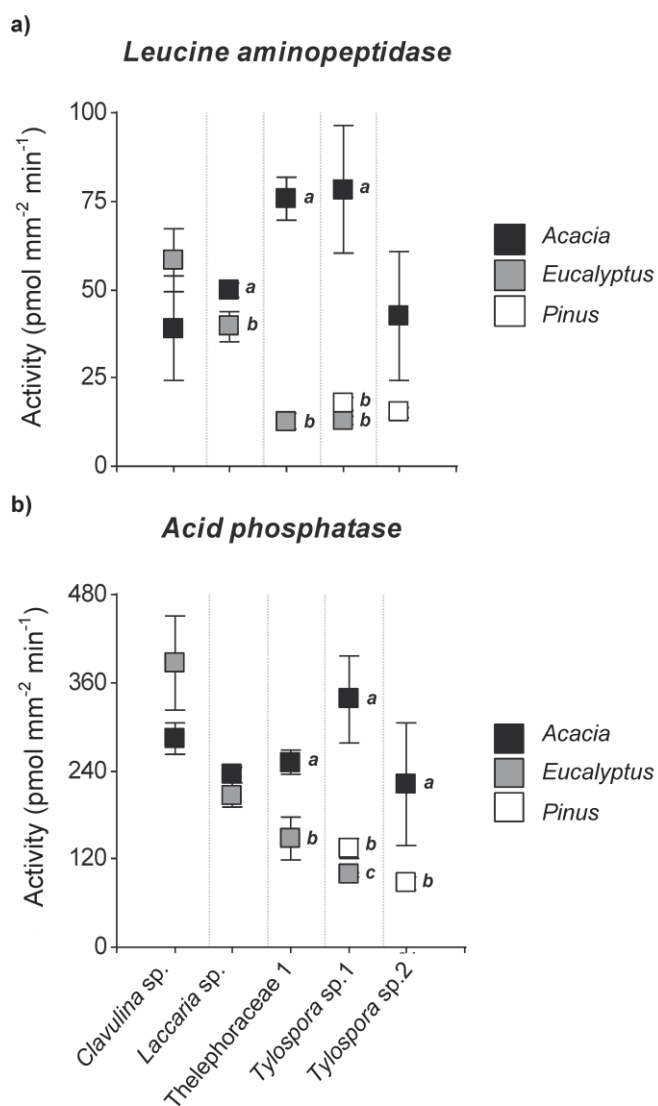 a)
Leucine aminopeptidase
Activity (pmol mm⁻² min⁻¹)
100
75
50
25
0
a
b
a
b
a
b
b
Acacia
Eucalyptus
Pinus
b)
Acid phosphatase
Activity (pmol mm⁻² min⁻¹)
480
360
240
120
0
a
b
a
b
c
a
b
Acacia
Eucalyptus
Pinus
Clavulina sp.
Laccaria sp.
Thelephoraceae 1
Tylospora sp.1
Tylospora sp.2